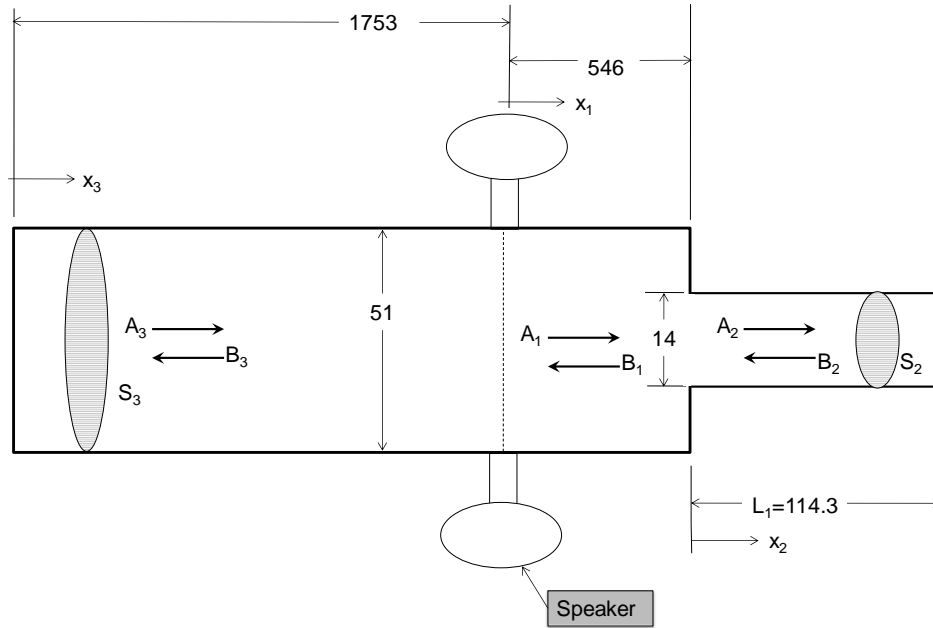 1753
546
x1
x3
51
A3
B3
S3
A1
B1
14
A2
B2
S2
L1=114.3
x2
Speaker